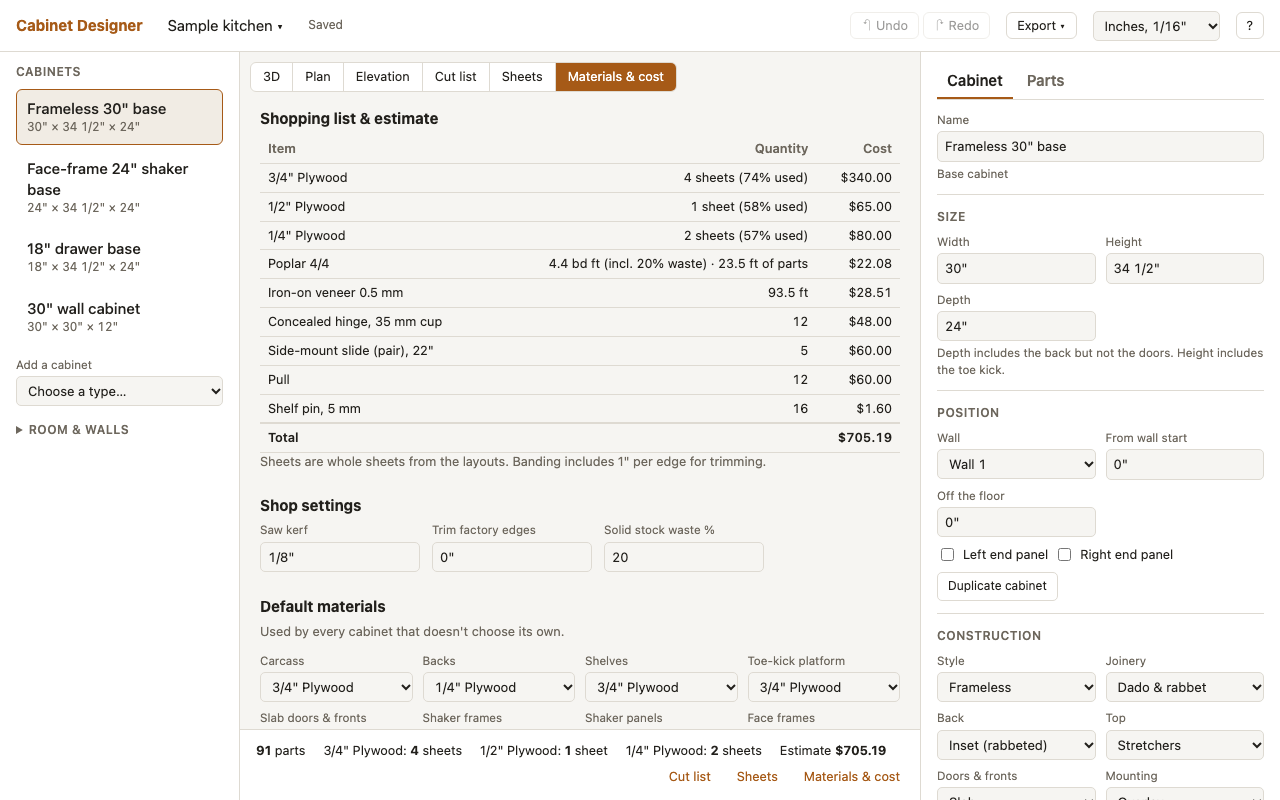 Cabinet Designer
Sample kitchen ▾
Saved
Undo
Redo
Export ▾
Inches, 1/16"
?
CABINETS
Frameless 30" base
30" × 34 1/2" × 24"
Face-frame 24" shaker
base
24" × 34 1/2" × 24"
18" drawer base
18" × 34 1/2" × 24"
30" wall cabinet
30" × 30" × 12"
Add a cabinet
Choose a type…
▶ ROOM & WALLS
3D Plan Elevation Cut list Sheets Materials & cost
Shopping list & estimate
Item Quantity Cost
3/4" Plywood 4 sheets (74% used) $340.00
1/2" Plywood 1 sheet (58% used) $65.00
1/4" Plywood 2 sheets (57% used) $80.00
Poplar 4/4 4.4 bd ft (incl. 20% waste) · 23.5 ft of parts $22.08
Iron-on veneer 0.5 mm 93.5 ft $28.51
Concealed hinge, 35 mm cup 12 $48.00
Side-mount slide (pair), 22" 5 $60.00
Pull 12 $60.00
Shelf pin, 5 mm 16 $1.60
Total $705.19
Sheets are whole sheets from the layouts. Banding includes 1" per edge for trimming.
Shop settings
Saw kerf Trim factory edges Solid stock waste %
1/8" 0" 20
Default materials
Used by every cabinet that doesn't choose its own.
Carcass Backs Shelves Toe-kick platform
3/4" Plywood 1/4" Plywood 3/4" Plywood 3/4" Plywood
Slab doors & fronts Shaker frames Shaker panels Face frames
91 parts 3/4" Plywood: 4 sheets 1/2" Plywood: 1 sheet 1/4" Plywood: 2 sheets Estimate $705.19
Cut list Sheets Materials & cost
Cabinet Parts
Name
Frameless 30" base
Base cabinet
SIZE
Width Height
30" 34 1/2"
Depth
24"
Depth includes the back but not the doors. Height includes
the toe kick.
POSITION
Wall From wall start
Wall 1 0"
Off the floor
0"
Left end panel Right end panel
Duplicate cabinet
CONSTRUCTION
Style Joinery
Frameless Dado & rabbet
Back Top
Inset (rabbeted) Stretchers
Doors & fronts Mounting